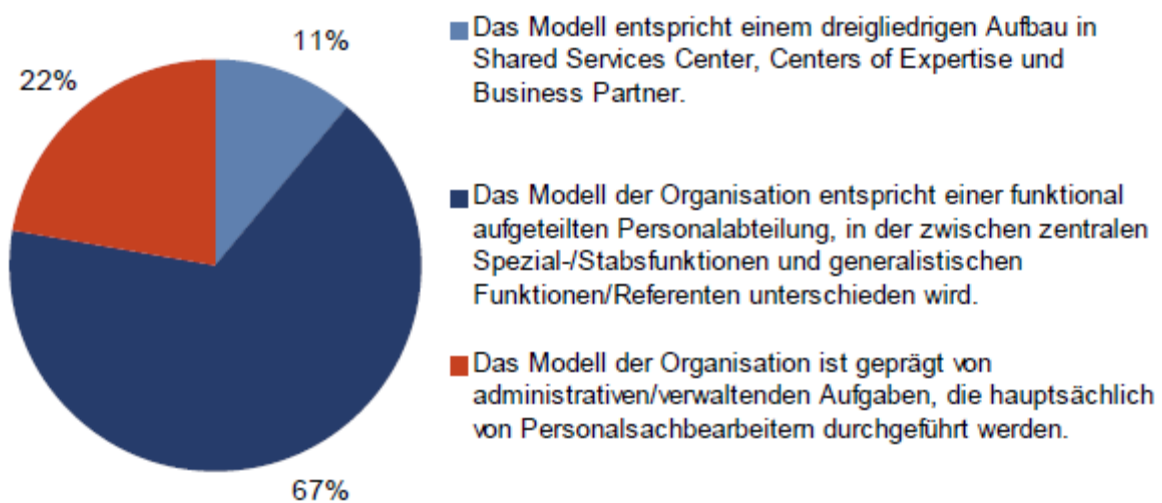 11%
22%
67%
Das Modell entspricht einem dreigliedrigen Aufbau in
Shared Services Center, Centers of Expertise und
Business Partner.
Das Modell der Organisation entspricht einer funktional
aufgeteilten Personalabteilung, in der zwischen zentralen
Spezial-/Stabsfunktionen und generalistischen
Funktionen/Referenten unterschieden wird.
Das Modell der Organisation ist geprägt von
administrativen/verwaltenden Aufgaben, die hauptsächlich
von Personalsachbearbeitern durchgeführt werden.